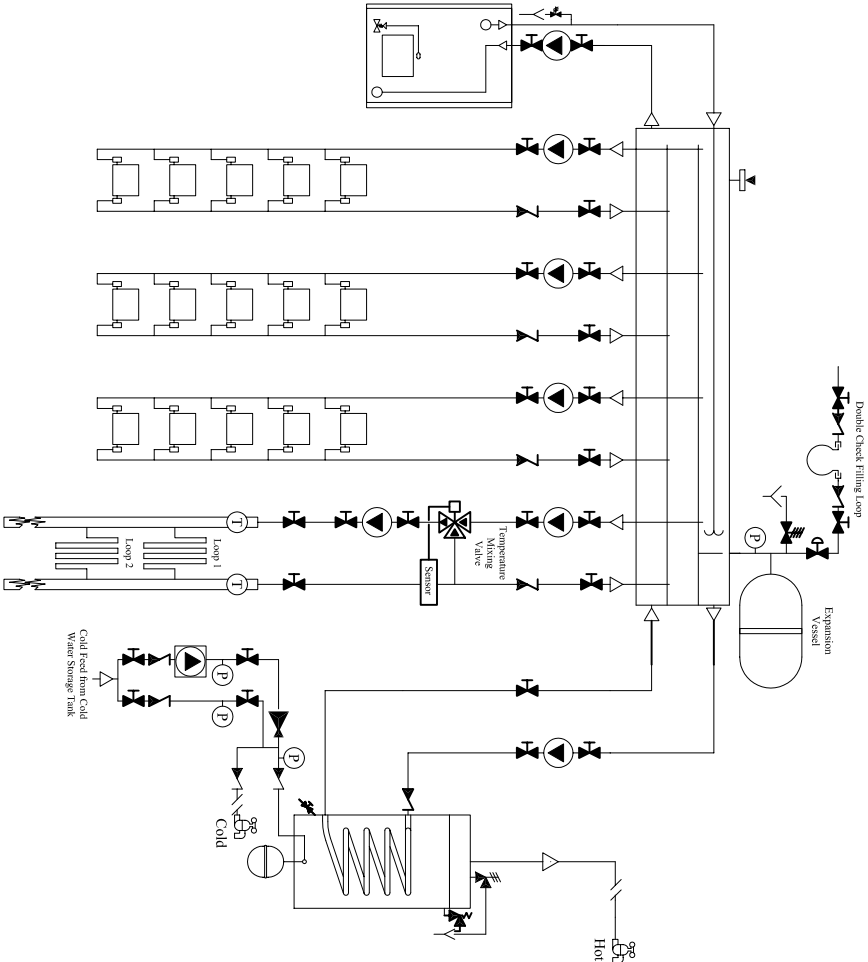 Double Check Filling Loop
P
Expansion
Vessel
Temperature
Mixing
Valve
T
Loop 1
Loop 2
T
Sensor
Cold Feed from Cold
Water Storage Tank
P
P
P
Cold
Hot